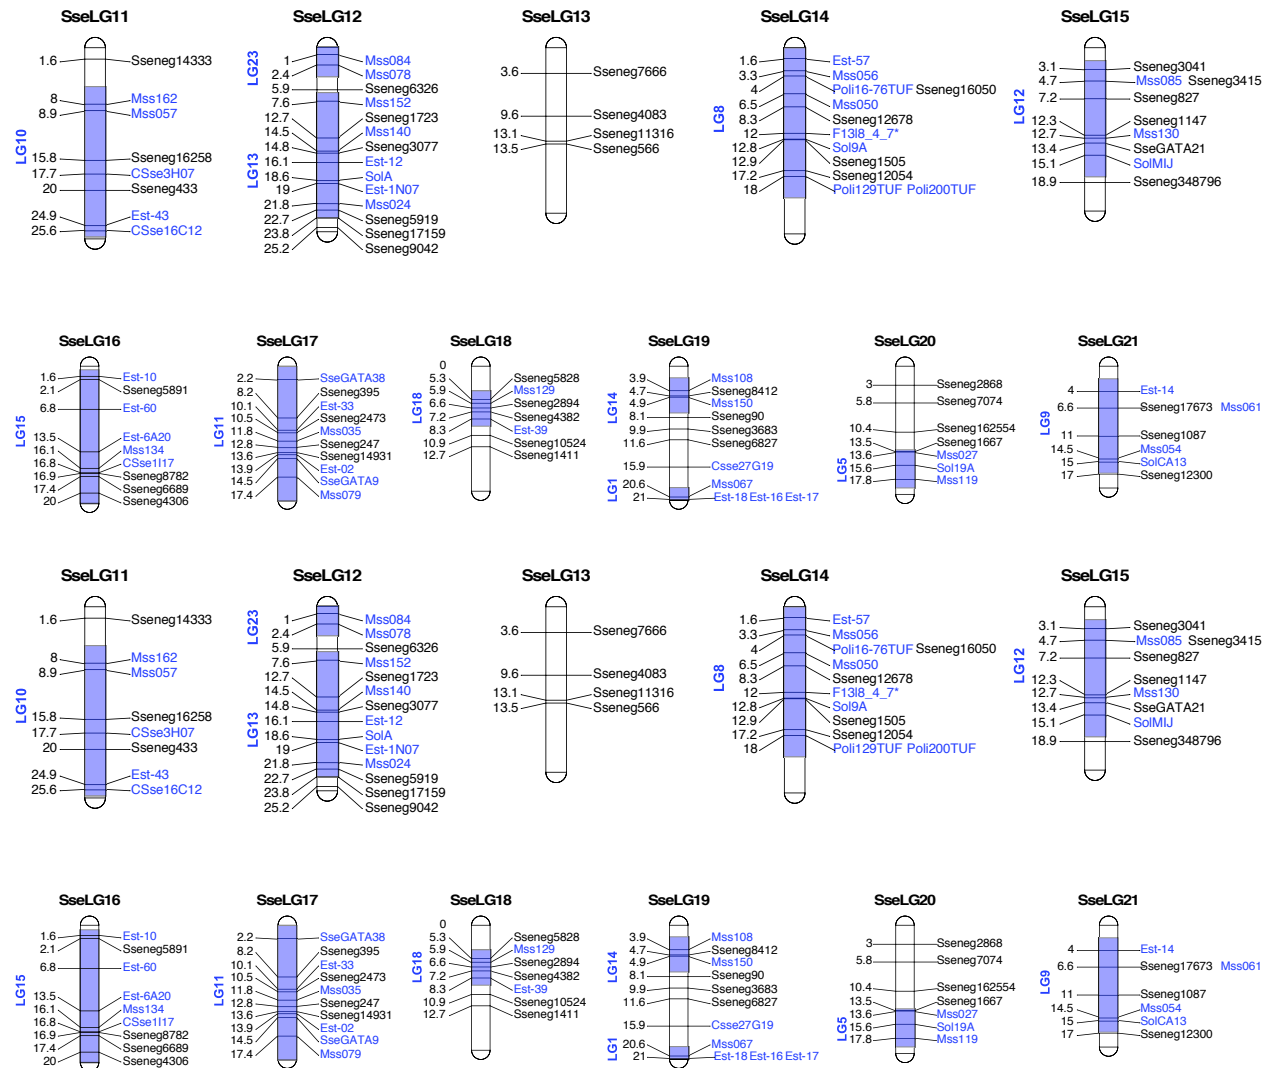 SseLG11 SseLG12 SseLG13 SseLG14 SseLG15
LG10
1.6 Sseneg14333
8 Mss162
8.9 Mss057
15.8 Sseneg16258
17.7 CSse3H07
20 Sseneg433
24.9 Est-43
25.6 CSse16C12
LG23
LG13
1 Mss084
2.4 Mss078
5.9 Sseneg6326
7.6 Mss152
12.7 Sseneg1723
14.5 Mss140
14.8 Sseneg3077
16.1 Est-12
18.6 SolA
19 Est-1N07
21.8 Mss024
22.7 Sseneg5919
23.8 Sseneg17159
25.2 Sseneg9042
3.6 Sseneg7666
9.6 Sseneg4083
13.1 Sseneg11316
13.5 Sseneg566
LG8
1.6 Est-57
3.3 Mss056
4 Poli16-76TUF Sseneg16050
6.5 Mss050
8.3 Sseneg12678
12 F13I8_4_7*
12.8 Sol9A
12.9 Sseneg1505
17.2 Sseneg12054
18 Poli129TUF Poli200TUF
LG12
3.1 Sseneg3041
4.7 Mss085 Sseneg3415
7.2 Sseneg827
12.3 Sseneg1147
12.7 Mss130
13.4 SseGATA21
15.1 SolMIJ
18.9 Sseneg348796
SseLG16 SseLG17 SseLG18 SseLG19 SseLG20 SseLG21
LG15
1.6 Est-10
2.1 Sseneg5891
6.8 Est-60
13.5 Est-6A20
16.1 Mss134
16.8 CSse1I17
16.9 Sseneg8782
17.4 Sseneg6689
20 Sseneg4306
LG11
2.2 SseGATA38
8.2 Sseneg395
10.1 Est-33
10.5 Sseneg2473
11.8 Mss035
12.8 Sseneg247
13.6 Sseneg14931
13.9 Est-02
14.5 SseGATA9
17.4 Mss079
LG18
0
5.3 Sseneg5828
5.9 Mss129
6.6 Sseneg2894
7.2 Sseneg4382
8.3 Est-39
10.9 Sseneg10524
12.7 Sseneg1411
LG14
LG1
3.9 Mss108
4.7 Sseneg8412
4.9 Mss150
8.1 Sseneg90
9.9 Sseneg3683
11.6 Sseneg6827
15.9 Csse27G19
20.6 Mss067
21 Est-18 Est-16 Est-17
LG5
3 Sseneg2868
5.8 Sseneg7074
10.4 Sseneg162554
13.5 Sseneg1667
13.6 Mss027
15.6 Sol19A
17.8 Mss119
LG9
4 Est-14
6.6 Sseneg17673 Mss061
11 Sseneg1087
14.5 Mss054
15 SolCA13
17 Sseneg12300
SseLG11 SseLG12 SseLG13 SseLG14 SseLG15
LG10
1.6 Sseneg14333
8 Mss162
8.9 Mss057
15.8 Sseneg16258
17.7 CSse3H07
20 Sseneg433
24.9 Est-43
25.6 CSse16C12
LG23
LG13
1 Mss084
2.4 Mss078
5.9 Sseneg6326
7.6 Mss152
12.7 Sseneg1723
14.5 Mss140
14.8 Sseneg3077
16.1 Est-12
18.6 SolA
19 Est-1N07
21.8 Mss024
22.7 Sseneg5919
23.8 Sseneg17159
25.2 Sseneg9042
3.6 Sseneg7666
9.6 Sseneg4083
13.1 Sseneg11316
13.5 Sseneg566
LG8
1.6 Est-57
3.3 Mss056
4 Poli16-76TUF Sseneg16050
6.5 Mss050
8.3 Sseneg12678
12 F13I8_4_7*
12.8 Sol9A
12.9 Sseneg1505
17.2 Sseneg12054
18 Poli129TUF Poli200TUF
LG12
3.1 Sseneg3041
4.7 Mss085 Sseneg3415
7.2 Sseneg827
12.3 Sseneg1147
12.7 Mss130
13.4 SseGATA21
15.1 SolMIJ
18.9 Sseneg348796
SseLG16 SseLG17 SseLG18 SseLG19 SseLG20 SseLG21
LG15
1.6 Est-10
2.1 Sseneg5891
6.8 Est-60
13.5 Est-6A20
16.1 Mss134
16.8 CSse1I17
16.9 Sseneg8782
17.4 Sseneg6689
20 Sseneg4306
LG11
2.2 SseGATA38
8.2 Sseneg395
10.1 Est-33
10.5 Sseneg2473
11.8 Mss035
12.8 Sseneg247
13.6 Sseneg14931
13.9 Est-02
14.5 SseGATA9
17.4 Mss079
LG18
0
5.3 Sseneg5828
5.9 Mss129
6.6 Sseneg2894
7.2 Sseneg4382
8.3 Est-39
10.9 Sseneg10524
12.7 Sseneg1411
LG14
LG1
3.9 Mss108
4.7 Sseneg8412
4.9 Mss150
8.1 Sseneg90
9.9 Sseneg3683
11.6 Sseneg6827
15.9 Csse27G19
20.6 Mss067
21 Est-18 Est-16 Est-17
LG5
3 Sseneg2868
5.8 Sseneg7074
10.4 Sseneg162554
13.5 Sseneg1667
13.6 Mss027
15.6 Sol19A
17.8 Mss119
LG9
4 Est-14
6.6 Sseneg17673 Mss061
11 Sseneg1087
14.5 Mss054
15 SolCA13
17 Sseneg12300